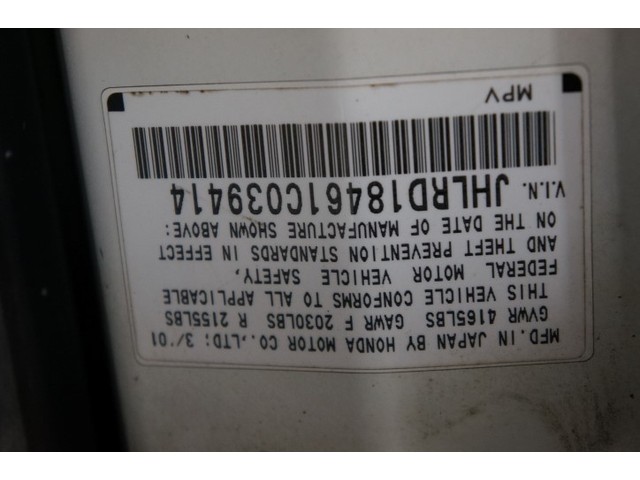 MFD. IN JAPAN BY HONDA MOTOR CO., LTD: 3/'01
GVWR 4165LBS GAWR F 2030LBS R 2155LBS
THIS VEHICLE CONFORMS TO ALL APPLICABLE
FEDERAL MOTOR VEHICLE SAFETY,
AND THEFT PREVENTION STANDARDS IN EFFECT
ON THE DATE OF MANUFACTURE SHOWN ABOVE:
V.I.N. JHLRD18461C039414
MPV